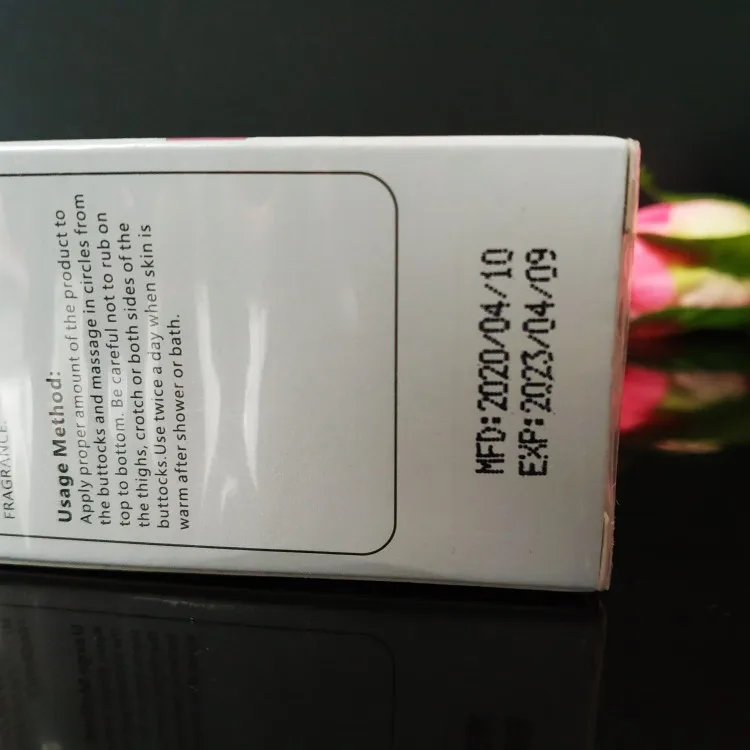 FRAGRANCE.
Usage Method:
Apply proper amount of the product to
the buttocks and massage in circles from
top to bottom. Be careful not to rub on
the thighs, crotch or both sides of the
buttocks.Use twice a day when skin is
warm after shower or bath.
MFD:2020/04/10
EXP:2023/04/09